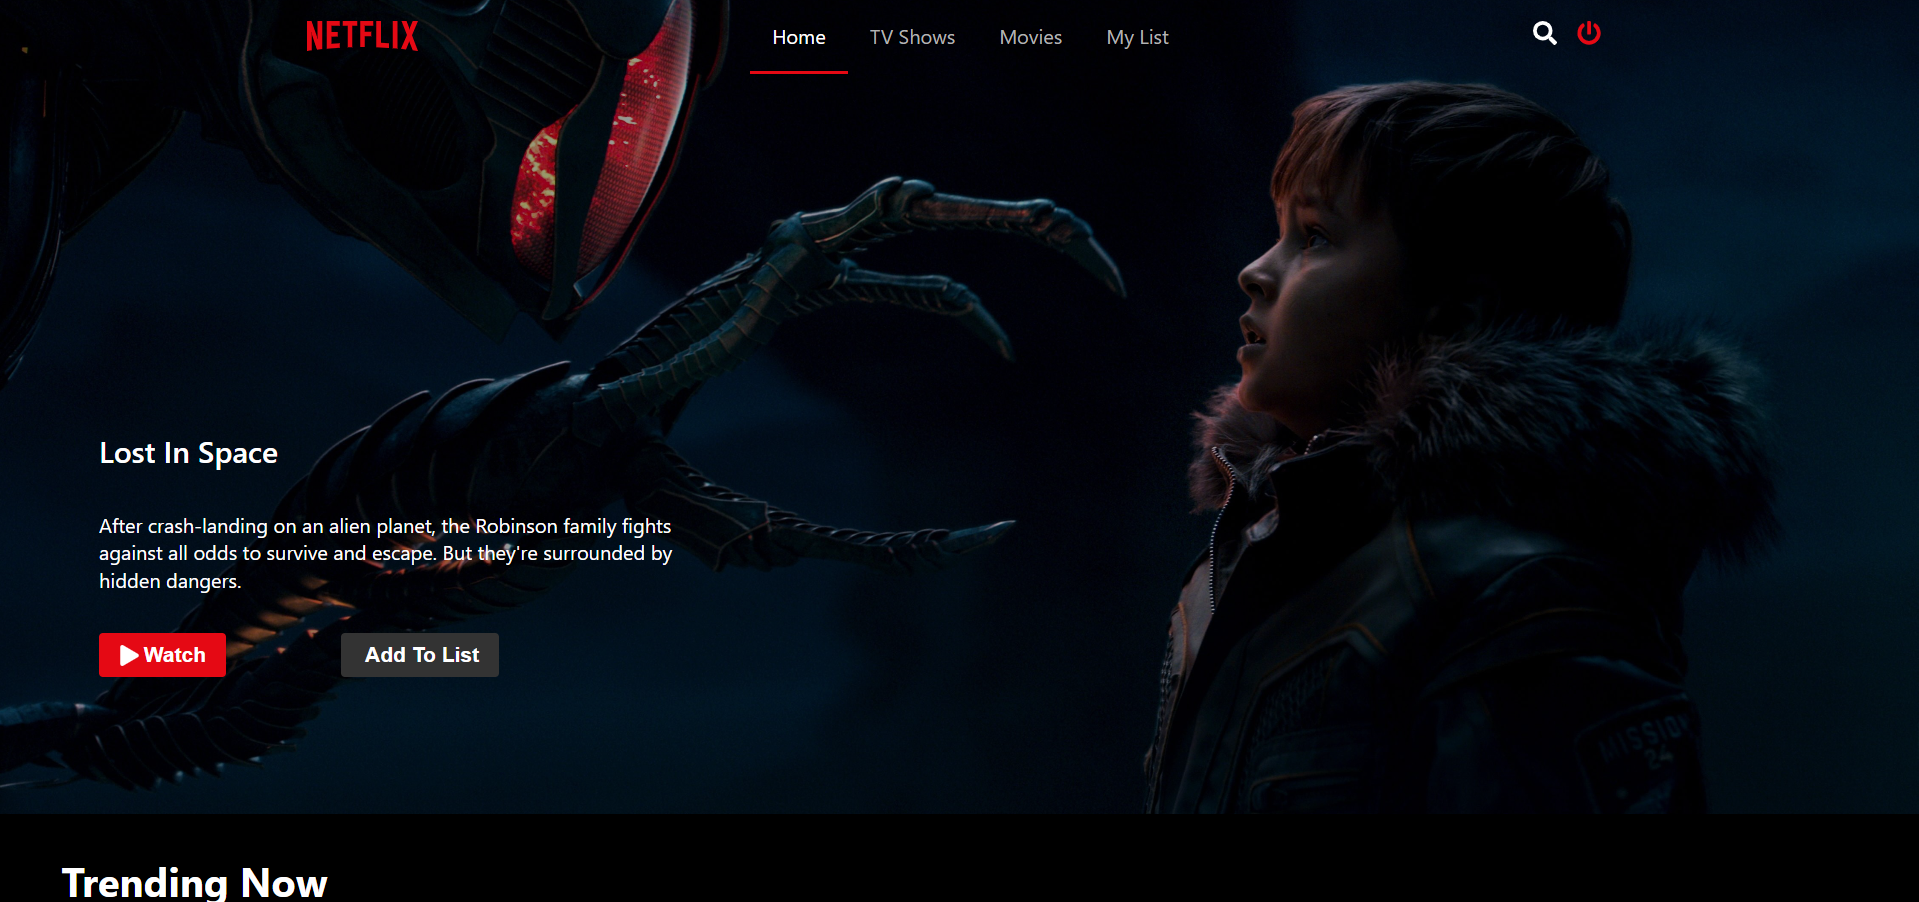 NETFLIX
Home
TV Shows
Movies
My List
Lost In Space
After crash-landing on an alien planet, the Robinson family fights
against all odds to survive and escape. But they're surrounded by
hidden dangers.
Watch
Add To List
MISSION
24
Trending Now